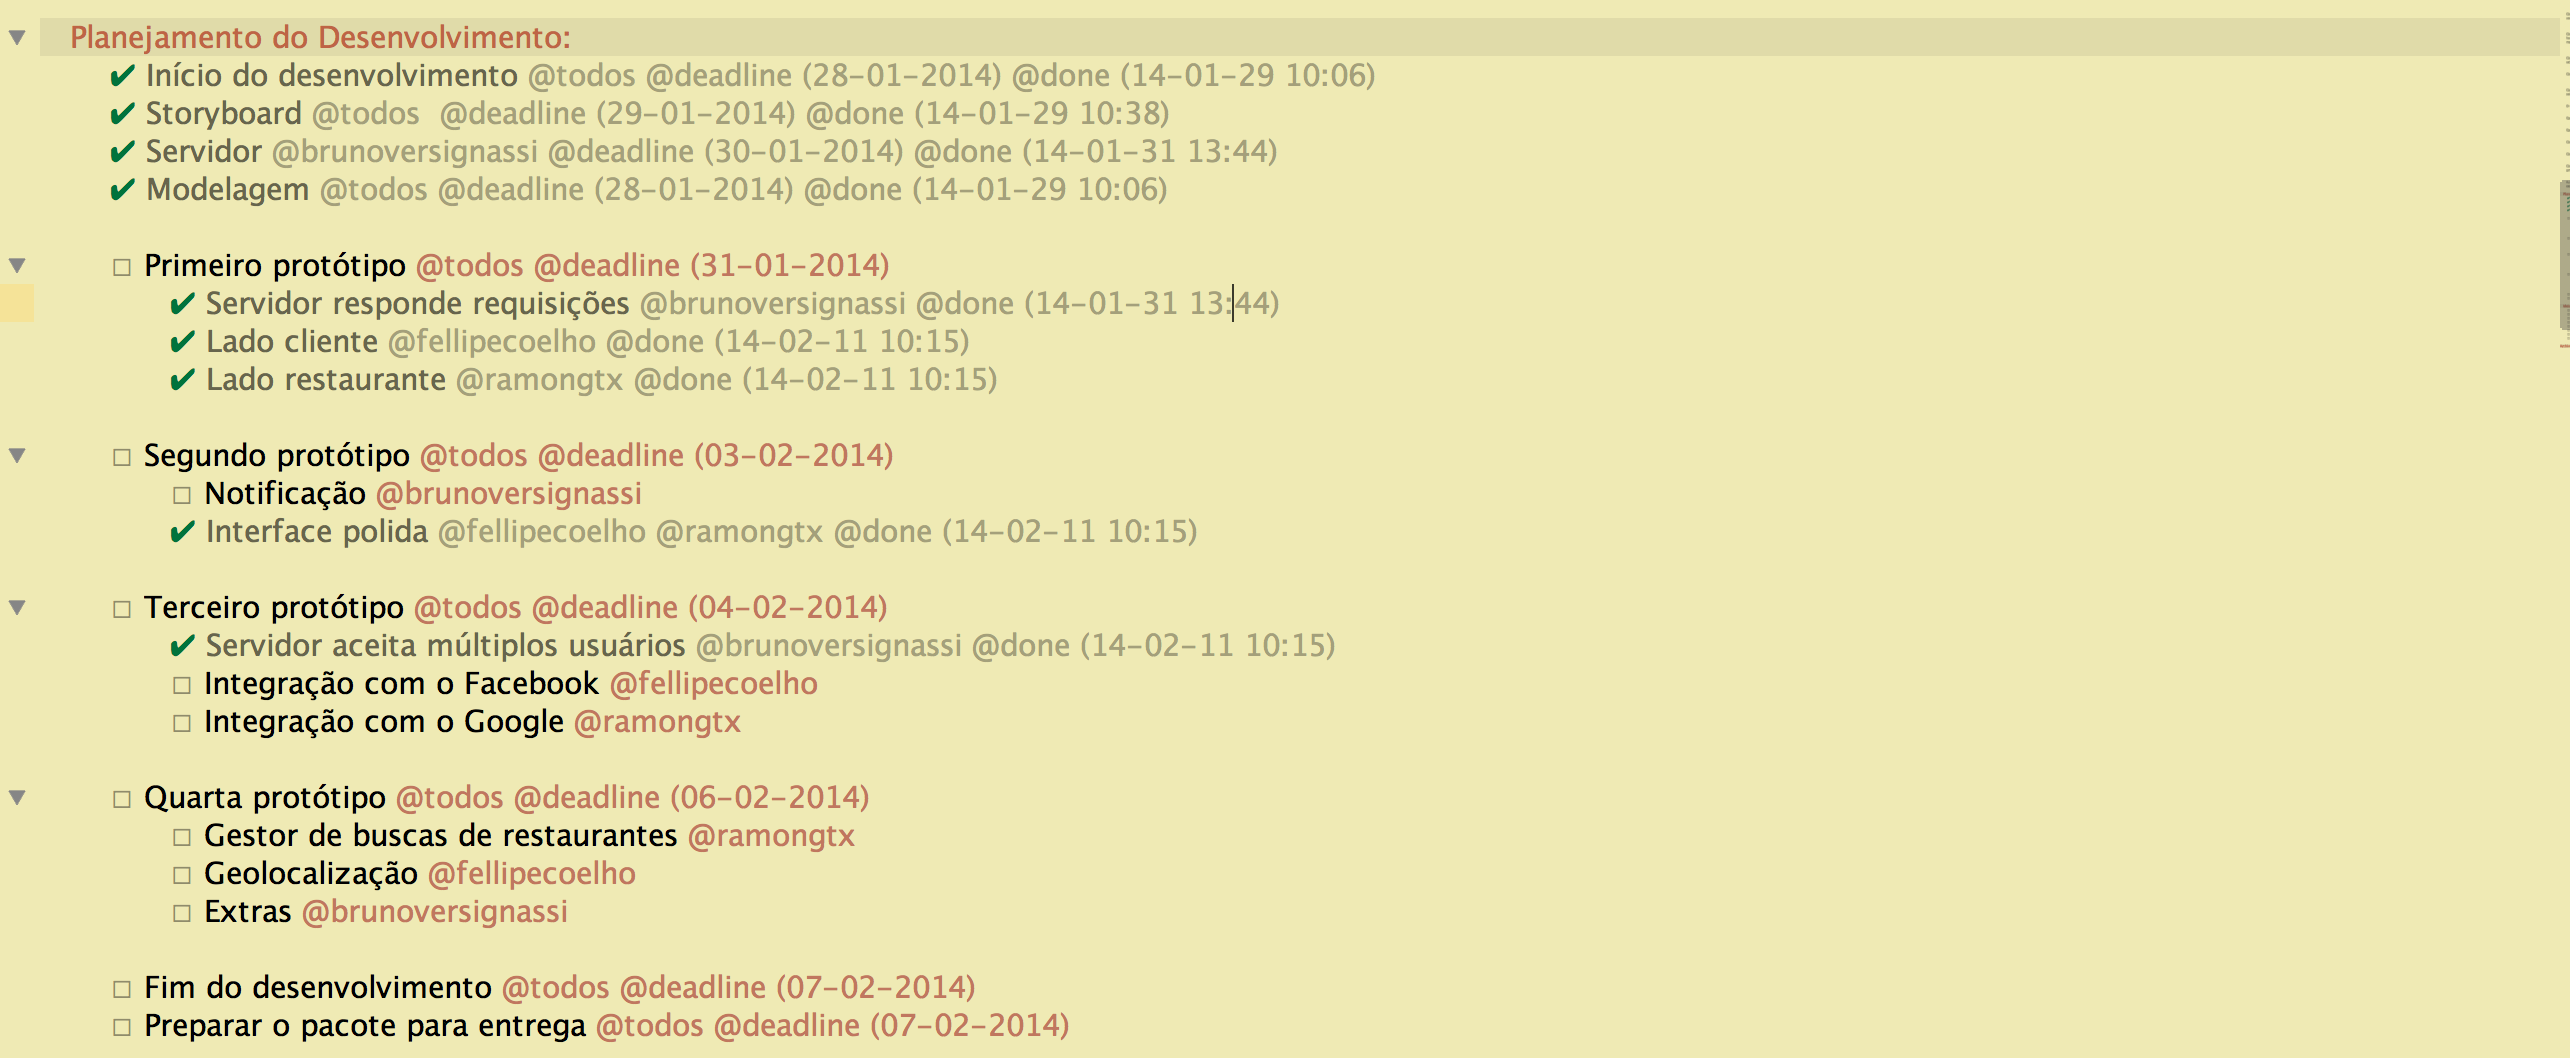 Planejamento do Desenvolvimento:
✔ Início do desenvolvimento @todos @deadline (28-01-2014) @done (14-01-29 10:06)
✔ Storyboard @todos  @deadline (29-01-2014) @done (14-01-29 10:38)
✔ Servidor @brunoversignassi @deadline (30-01-2014) @done (14-01-31 13:44)
✔ Modelagem @todos @deadline (28-01-2014) @done (14-01-29 10:06)
☐ Primeiro protótipo @todos @deadline (31-01-2014)
✔ Servidor responde requisições @brunoversignassi @done (14-01-31 13:44)
✔ Lado cliente @fellipecoelho @done (14-02-11 10:15)
✔ Lado restaurante @ramongtx @done (14-02-11 10:15)
☐ Segundo protótipo @todos @deadline (03-02-2014)
☐ Notificação @brunoversignassi
✔ Interface polida @fellipecoelho @ramongtx @done (14-02-11 10:15)
☐ Terceiro protótipo @todos @deadline (04-02-2014)
✔ Servidor aceita múltiplos usuários @brunoversignassi @done (14-02-11 10:15)
☐ Integração com o Facebook @fellipecoelho
☐ Integração com o Google @ramongtx
☐ Quarta protótipo @todos @deadline (06-02-2014)
☐ Gestor de buscas de restaurantes @ramongtx
☐ Geolocalização @fellipecoelho
☐ Extras @brunoversignassi
☐ Fim do desenvolvimento @todos @deadline (07-02-2014)
☐ Preparar o pacote para entrega @todos @deadline (07-02-2014)